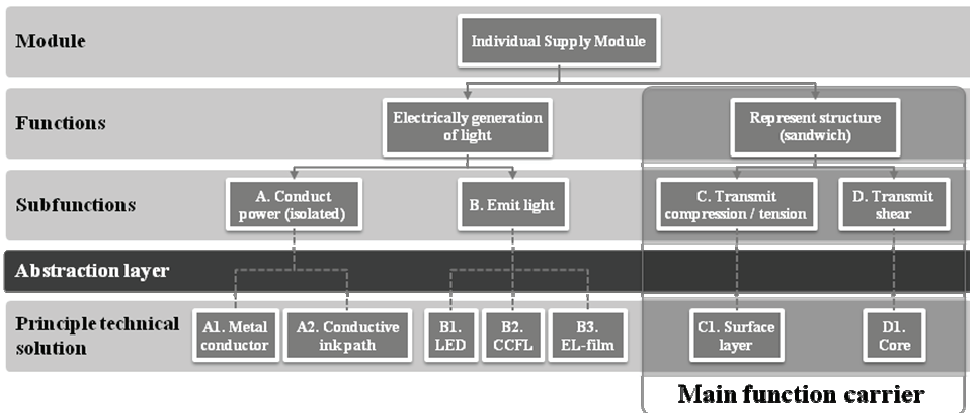 Module
Individual Supply Module
Functions
Electrically generation
of light
Represent structure
(sandwich)
Subfunctions
A. Conduct
power (isolated)
B. Emit light
C. Transmit
compression / tension
D. Transmit
shear
Abstraction layer
Principle technical
solution
A1. Metal
conductor
A2. Conductive
ink path
B1.
LED
B2.
CCFL
B3.
EL-film
C1. Surface
layer
D1.
Core
Main function carrier